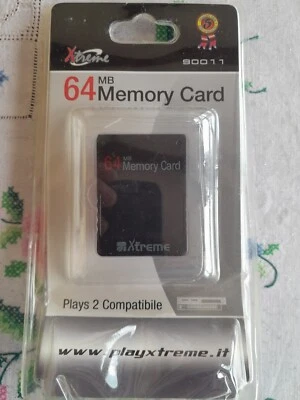 Xtreme
90011
64 MB Memory Card
64 MB
Memory Card
Xtreme
Plays 2 Compatibile
www.playxtreme.it